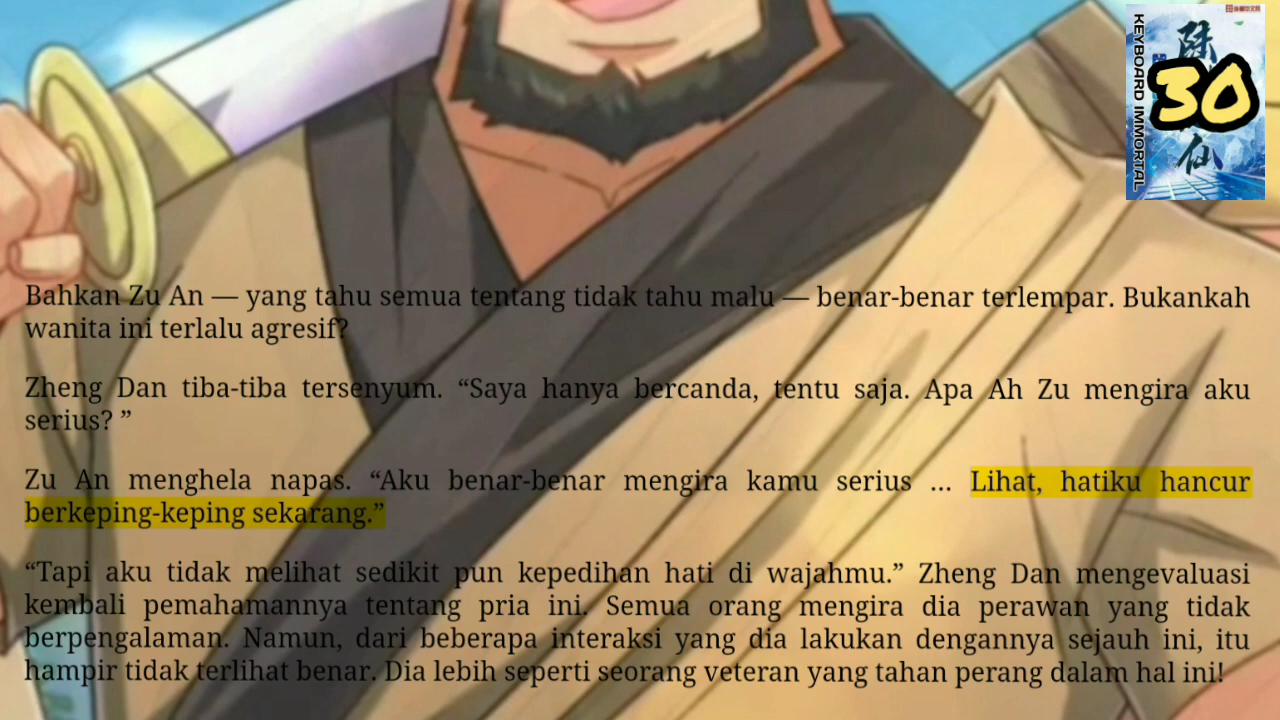 KEYBOARD IMMORTAL
30
仙
Bahkan Zu An — yang tahu semua tentang tidak tahu malu — benar-benar terlempar. Bukankah
wanita ini terlalu agresif?
Zheng Dan tiba-tiba tersenyum. “Saya hanya bercanda, tentu saja. Apa Ah Zu mengira aku
serius? ”
Zu An menghela napas. “Aku benar-benar mengira kamu serius ... Lihat, hatiku hancur
berkeping-keping sekarang.”
“Tapi aku tidak melihat sedikit pun kepedihan hati di wajahmu.” Zheng Dan mengevaluasi
kembali pemahamannya tentang pria ini. Semua orang mengira dia perawan yang tidak
berpengalaman. Namun, dari beberapa interaksi yang dia lakukan dengannya sejauh ini, itu
hampir tidak terlihat benar. Dia lebih seperti seorang veteran yang tahan perang dalam hal ini!